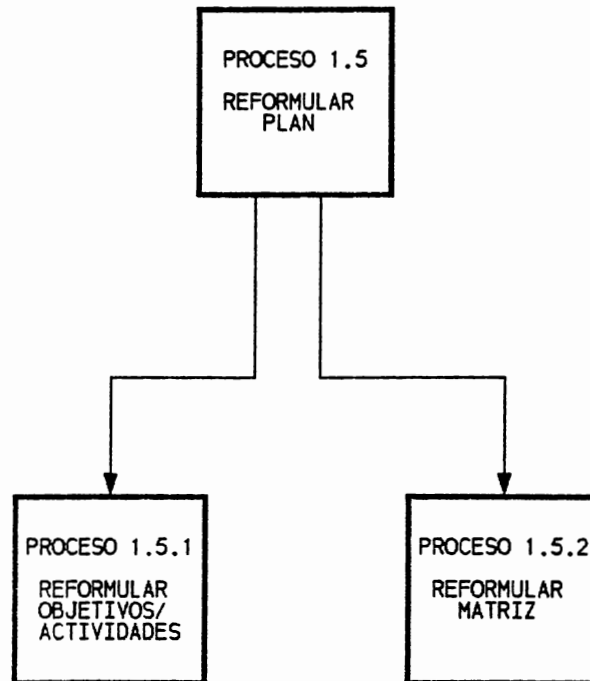 PROCESO 1.5
REFORMULAR
PLAN
PROCESO 1.5.1
REFORMULAR
OBJETIVOS/
ACTIVIDADES
PROCESO 1.5.2
REFORMULAR
MATRIZ